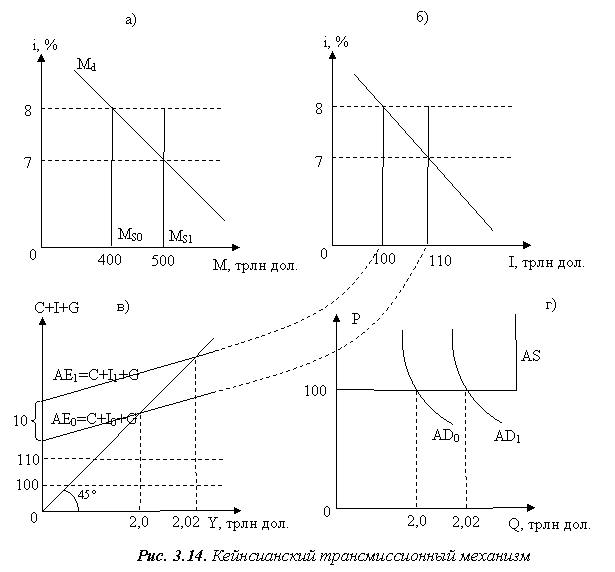 а)
i, %
Md
8
7
MS0
MS1
0
400
500
M, трлн дол.
б)
i, %
8
7
0
100
110
I, трлн дол.
C+I+G
в)
AE1=C+I1+G
10
AE0=C+I0+G
110
100
45°
0
2,0
2,02
Y, трлн дол.
г)
P
AS
100
AD0
AD1
0
2,0
2,02
Q, трлн дол.
Рис. 3.14. Кейнсианский трансмиссионный механизм